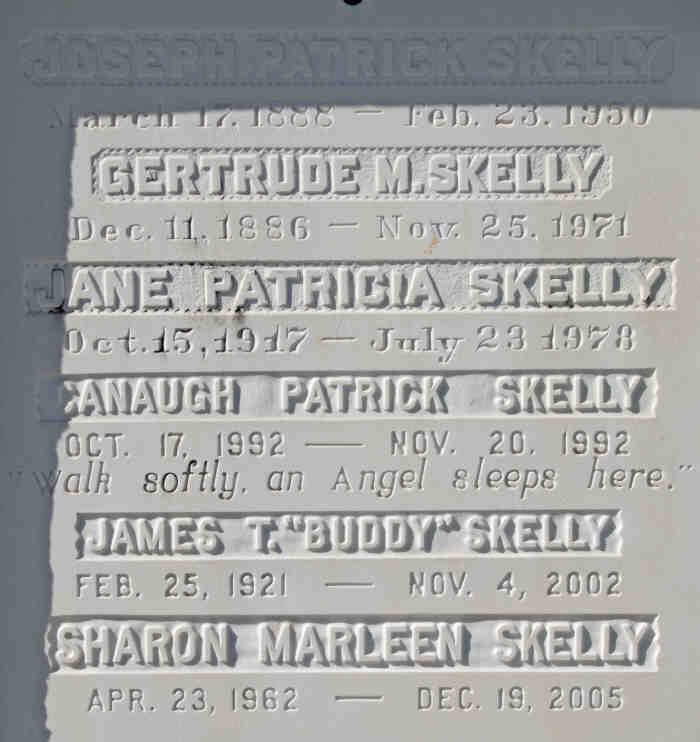 JOSEPH PATRICK SKELLY
March 17. 1888 — Feb. 23. 1950
GERTRUDE M. SKELLY
Dec. 11. 1886 — Nov. 25. 1971
JANE PATRICIA SKELLY
Oct. 15, 1917 — July 23 1978
CANAUGH PATRICK SKELLY
OCT. 17, 1992 — NOV. 20, 1992
"Walk softly, an Angel sleeps here."
JAMES T. "BUDDY" SKELLY
FEB. 25, 1921 — NOV. 4, 2002
SHARON MARLEEN SKELLY
APR. 23, 1962 — DEC. 19, 2005